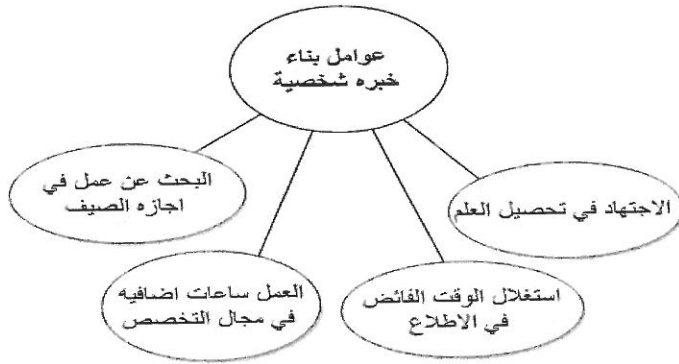 عوامل بناء
خبره شخصية
الاجتهاد في تحصيل العلم
استغلال الوقت الفائض
في الاطلاع
العمل ساعات اضافيه
في مجال التخصص
البحث عن عمل في
اجازه الصيف